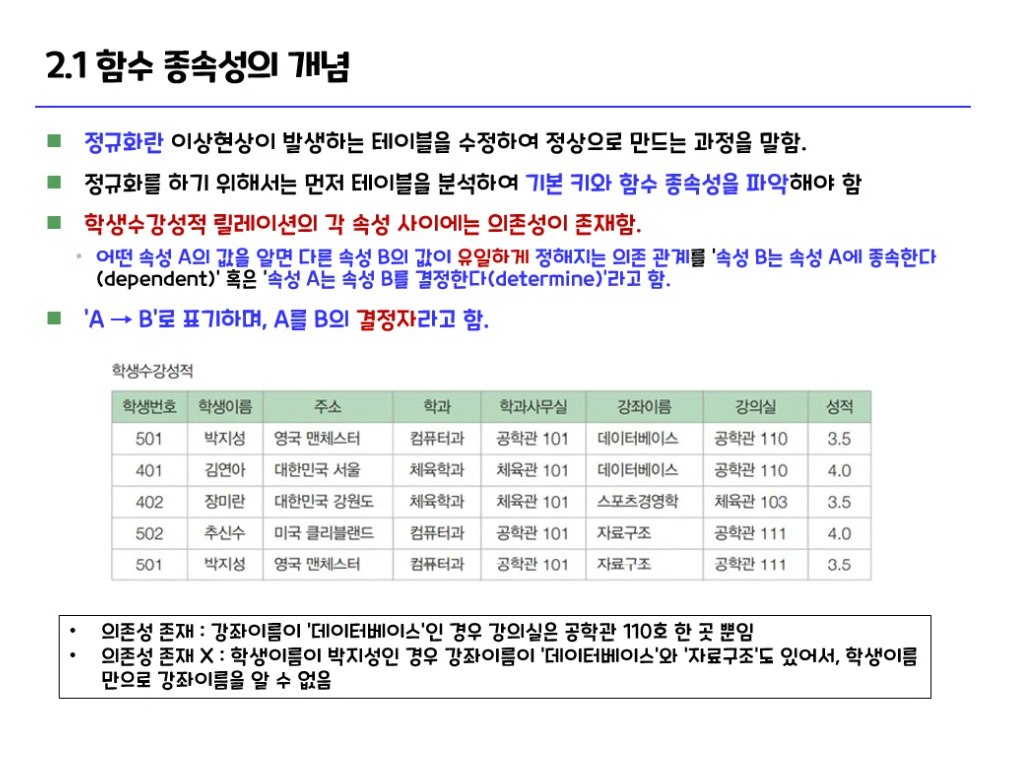 2.1 함수 종속성의 개념
■ 정규화란 이상현상이 발생하는 테이블을 수정하여 정상으로 만드는 과정을 말함.
■ 정규화를 하기 위해서는 먼저 테이블을 분석하여 기본 키와 함수 종속성을 파악해야 함
■ 학생수강성적 릴레이션의 각 속성 사이에는 의존성이 존재함.
• 어떤 속성 A의 값을 알면 다른 속성 B의 값이 유일하게 정해지는 의존 관계를 '속성 B는 속성 A에 종속한다
(dependent)' 혹은 '속성 A는 속성 B를 결정한다(determine)'라고 함.
■ 'A → B'로 표기하며, A를 B의 결정자라고 함.
학생수강성적
학생번호 학생이름 주소 학과 학과사무실 강좌이름 강의실 성적
501 박지성 영국 맨체스터 컴퓨터과 공학관 101 데이터베이스 공학관 110 3.5
401 김연아 대한민국 서울 체육학과 체육관 101 데이터베이스 공학관 110 4.0
402 장미란 대한민국 강원도 체육학과 체육관 101 스포츠경영학 체육관 103 3.5
502 추신수 미국 클리블랜드 컴퓨터과 공학관 101 자료구조 공학관 111 4.0
501 박지성 영국 맨체스터 컴퓨터과 공학관 101 자료구조 공학관 111 3.5
• 의존성 존재 : 강좌이름이 '데이터베이스'인 경우 강의실은 공학관 110호 한 곳 뿐임
• 의존성 존재 X : 학생이름이 박지성인 경우 강좌이름이 '데이터베이스'와 '자료구조'도 있어서, 학생이름
만으로 강좌이름을 알 수 없음